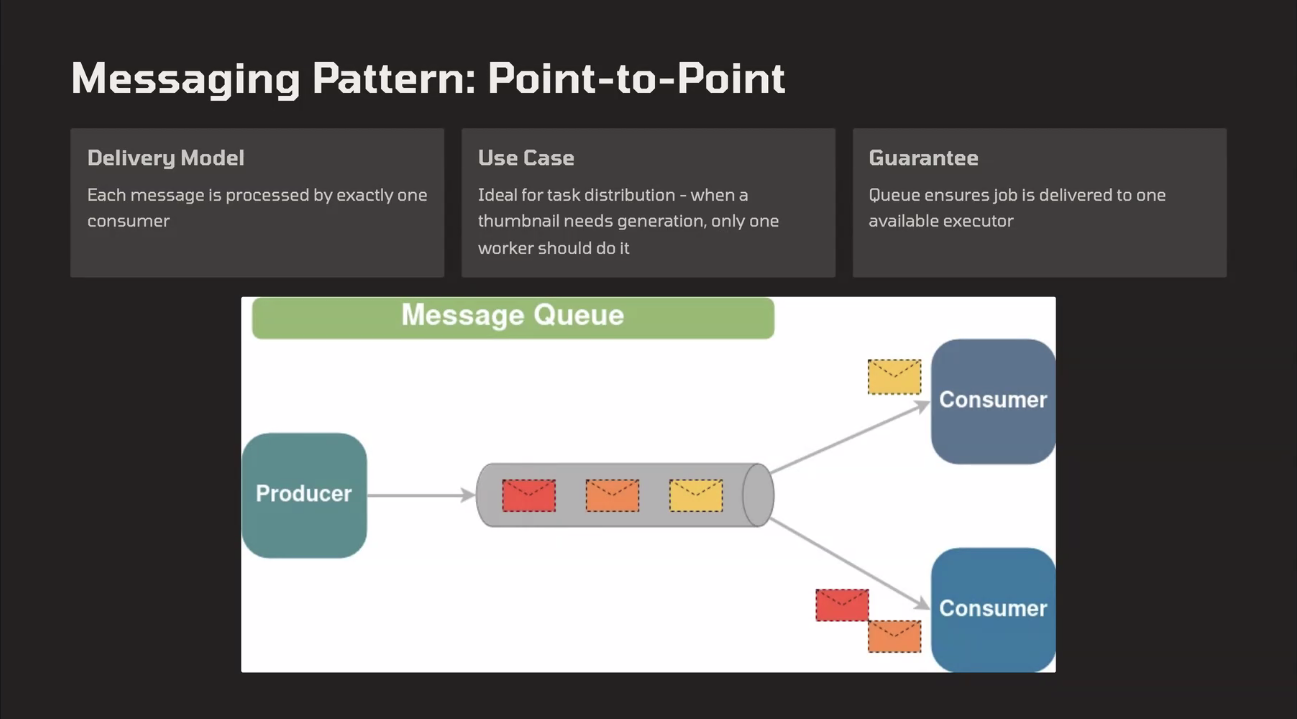 Messaging Pattern: Point-to-Point
Delivery Model
Each message is processed by exactly one
consumer
Use Case
Ideal for task distribution - when a
thumbnail needs generation, only one
worker should do it
Guarantee
Queue ensures job is delivered to one
available executor
Message Queue
Producer
Consumer
Consumer